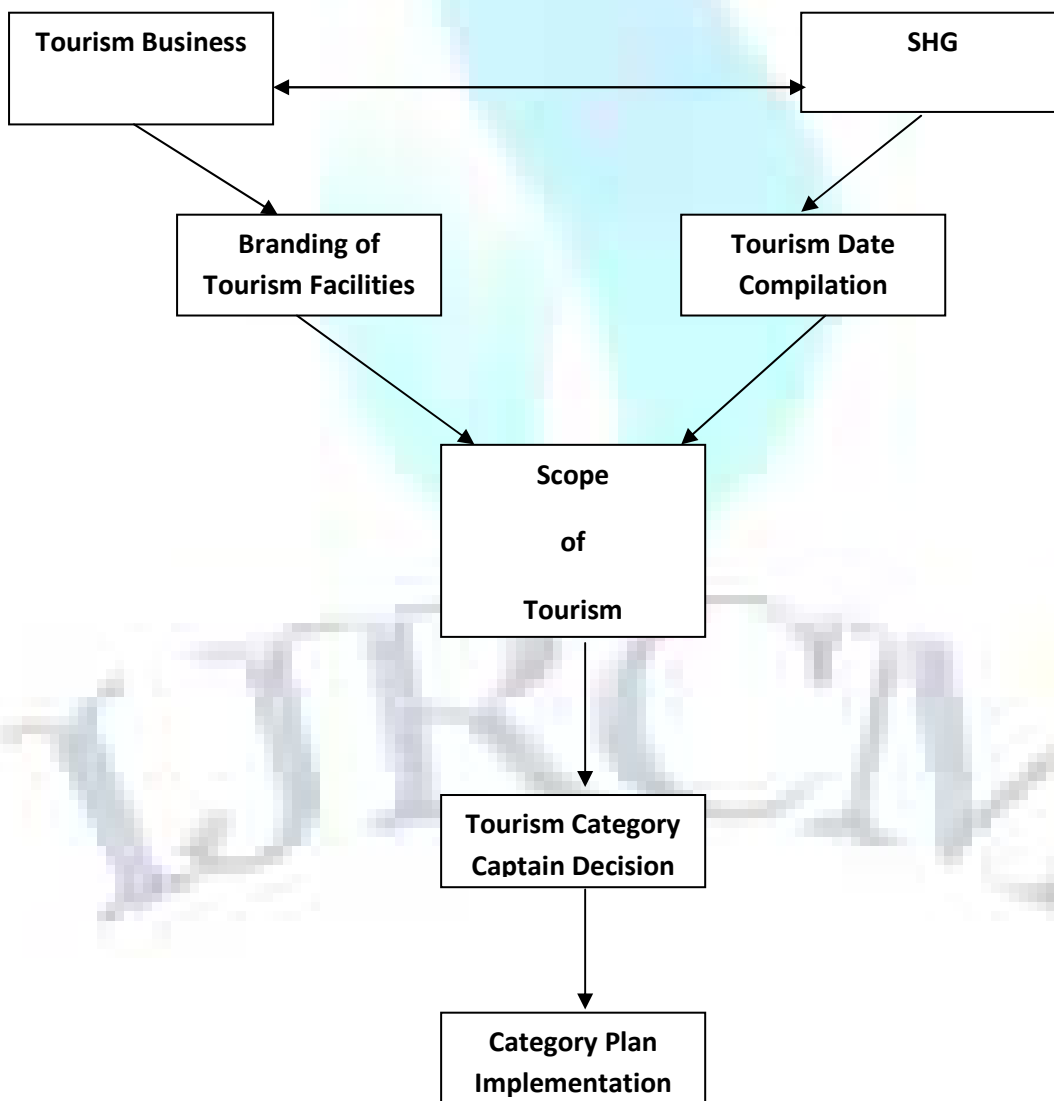 Tourism Business
SHG
Branding of
Tourism Facilities
Tourism Date
Compilation
Scope
of
Tourism
IJRCM
Tourism Category
Captain Decision
Category Plan
Implementation